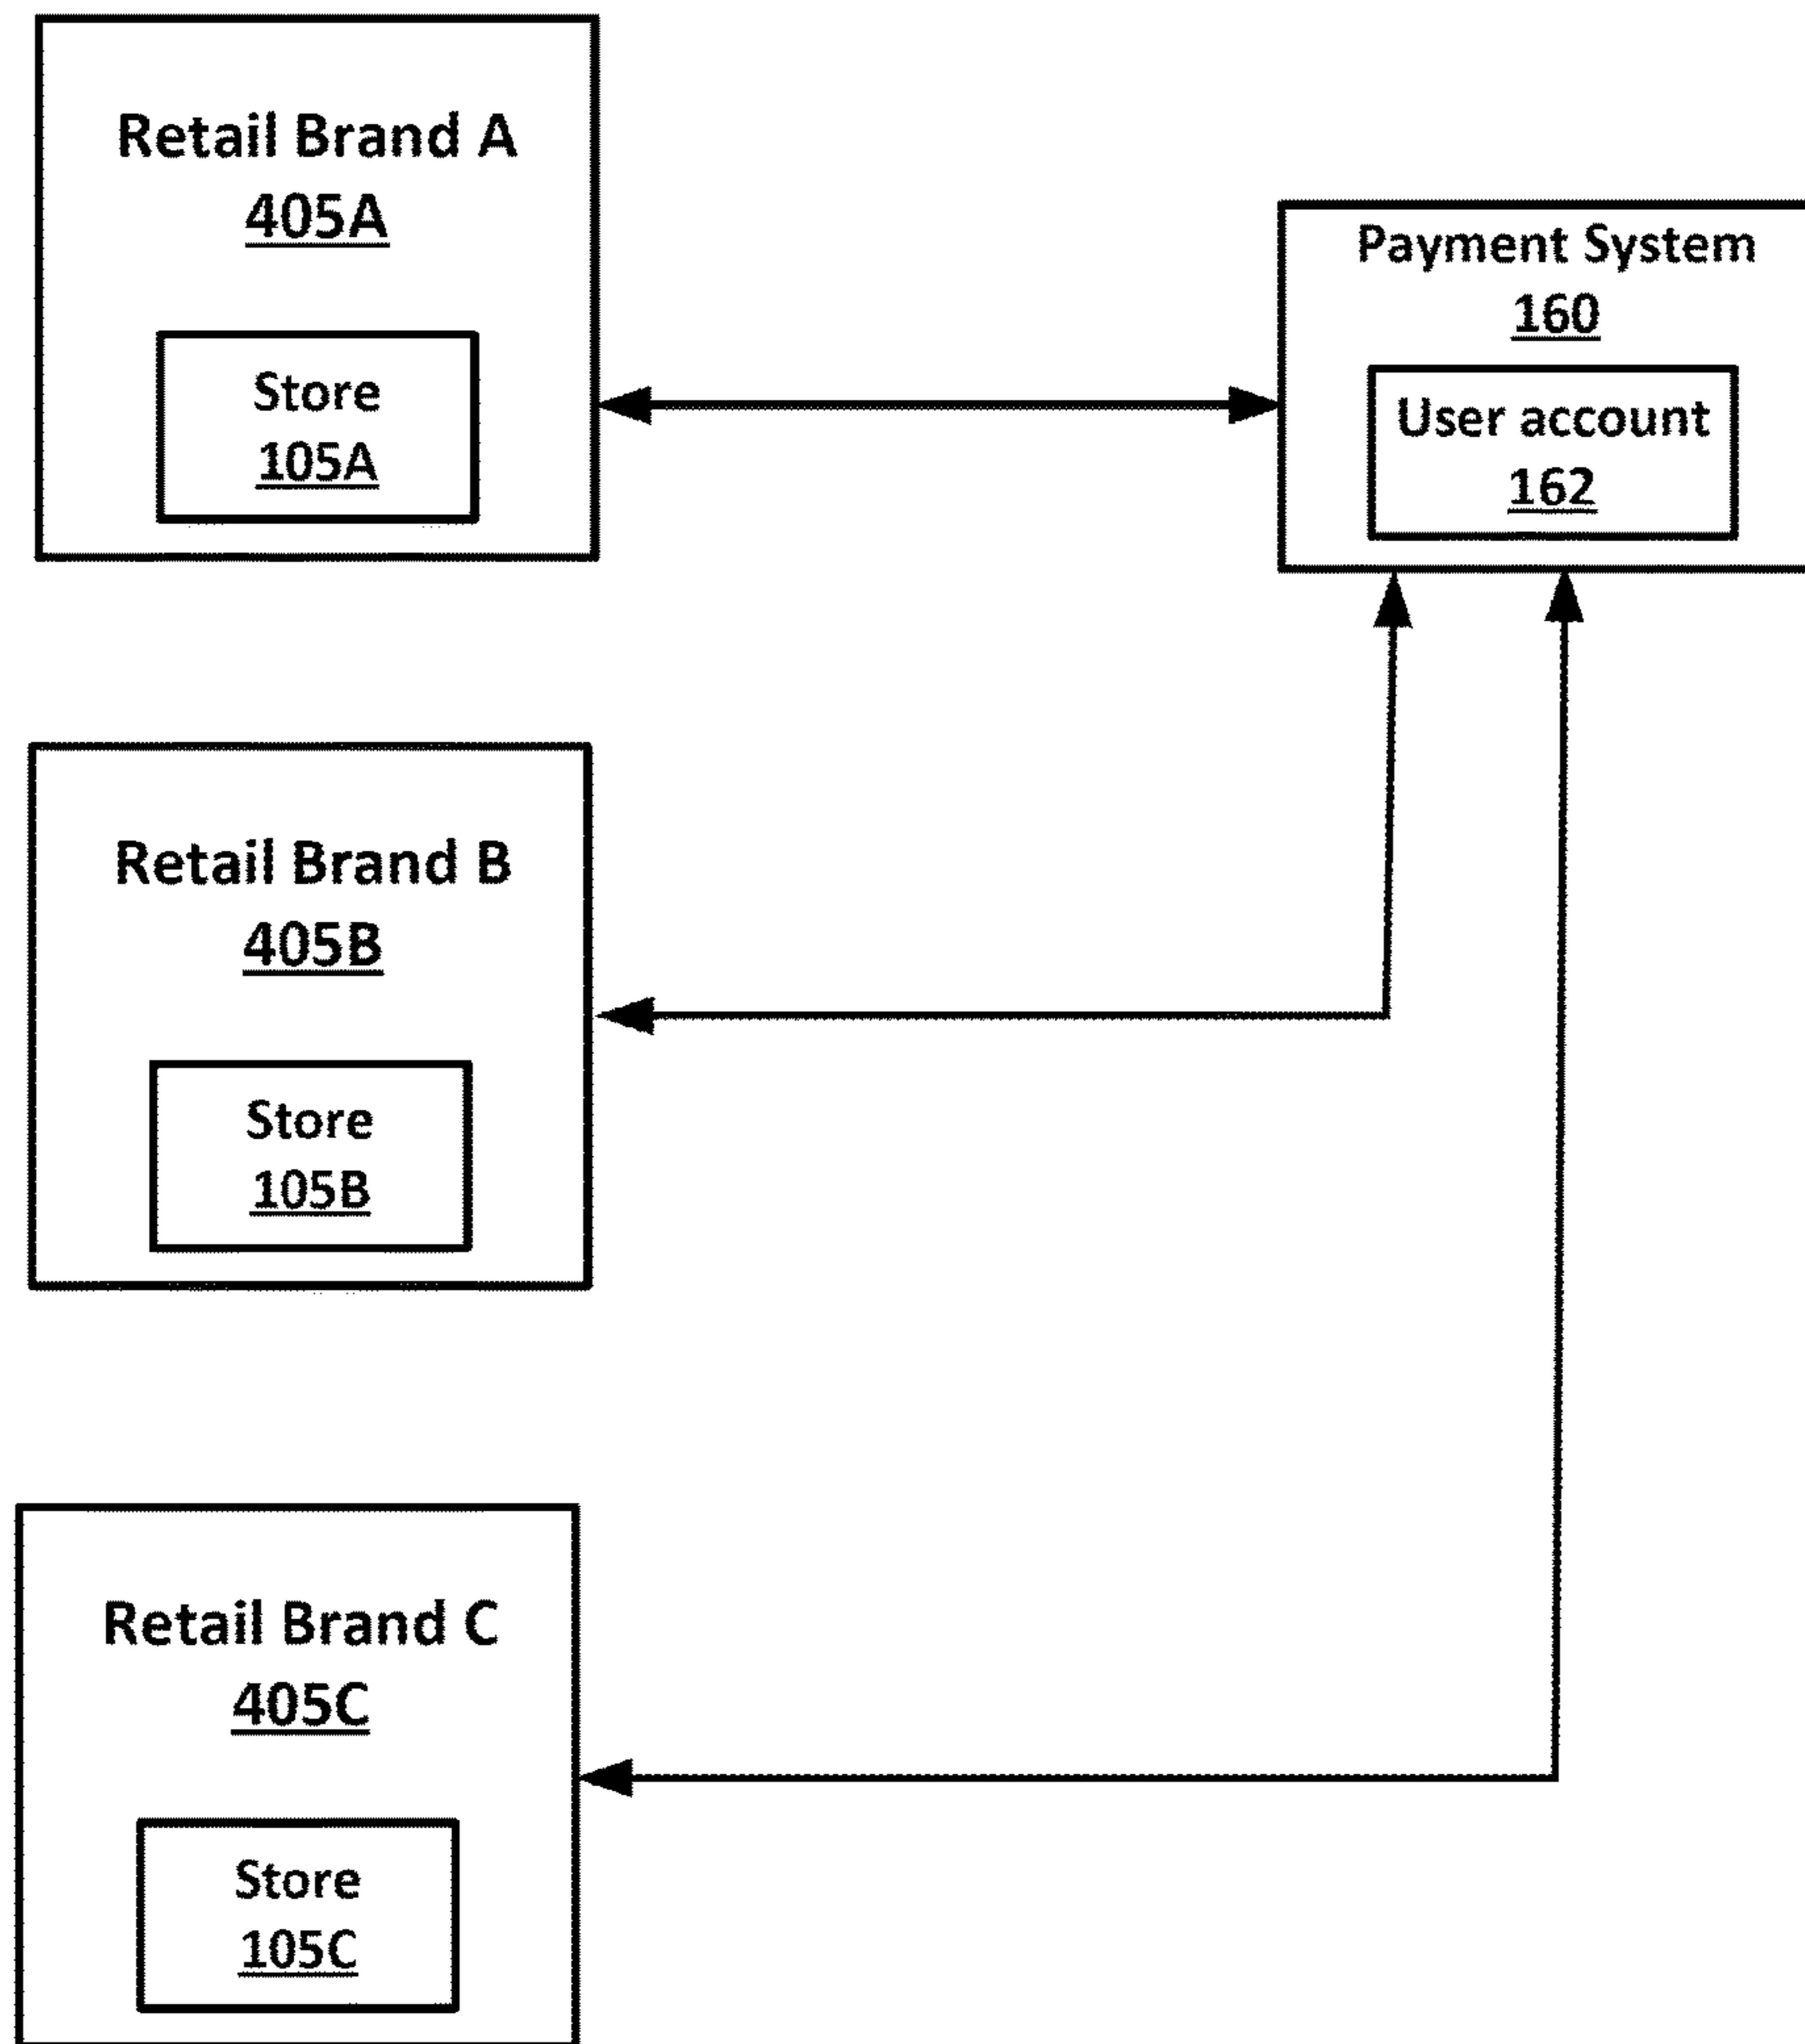 Retail Brand A
405A
Store
105A
Payment System
160
User account
162
Retail Brand B
405B
Store
105B
Retail Brand C
405C
Store
105C